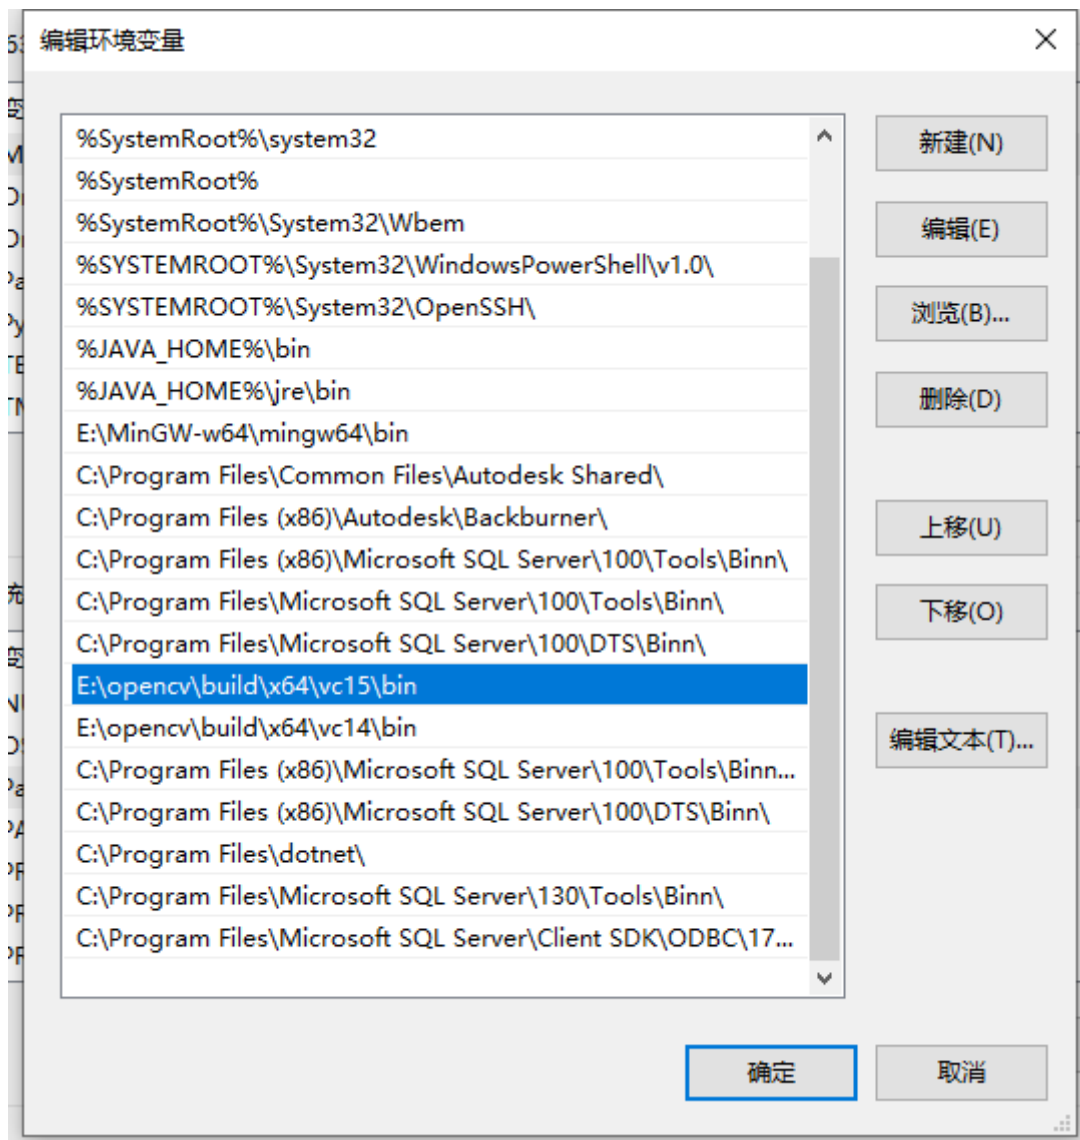 编辑环境变量
%SystemRoot%\system32
%SystemRoot%
%SystemRoot%\System32\Wbem
%SYSTEMROOT%\System32\WindowsPowerShell\v1.0\
%SYSTEMROOT%\System32\OpenSSH\
%JAVA_HOME%\bin
%JAVA_HOME%\jre\bin
E:\MinGW-w64\mingw64\bin
C:\Program Files\Common Files\Autodesk Shared\
C:\Program Files (x86)\Autodesk\Backburner\
C:\Program Files (x86)\Microsoft SQL Server\100\Tools\Binn\
C:\Program Files\Microsoft SQL Server\100\Tools\Binn\
C:\Program Files\Microsoft SQL Server\100\DTS\Binn\
E:\opencv\build\x64\vc15\bin
E:\opencv\build\x64\vc14\bin
C:\Program Files (x86)\Microsoft SQL Server\100\Tools\Binn...
C:\Program Files (x86)\Microsoft SQL Server\100\DTS\Binn\
C:\Program Files\dotnet\
C:\Program Files\Microsoft SQL Server\130\Tools\Binn\
C:\Program Files\Microsoft SQL Server\Client SDK\ODBC\17...
新建(N)
编辑(E)
浏览(B)...
删除(D)
上移(U)
下移(O)
编辑文本(T)...
确定
取消